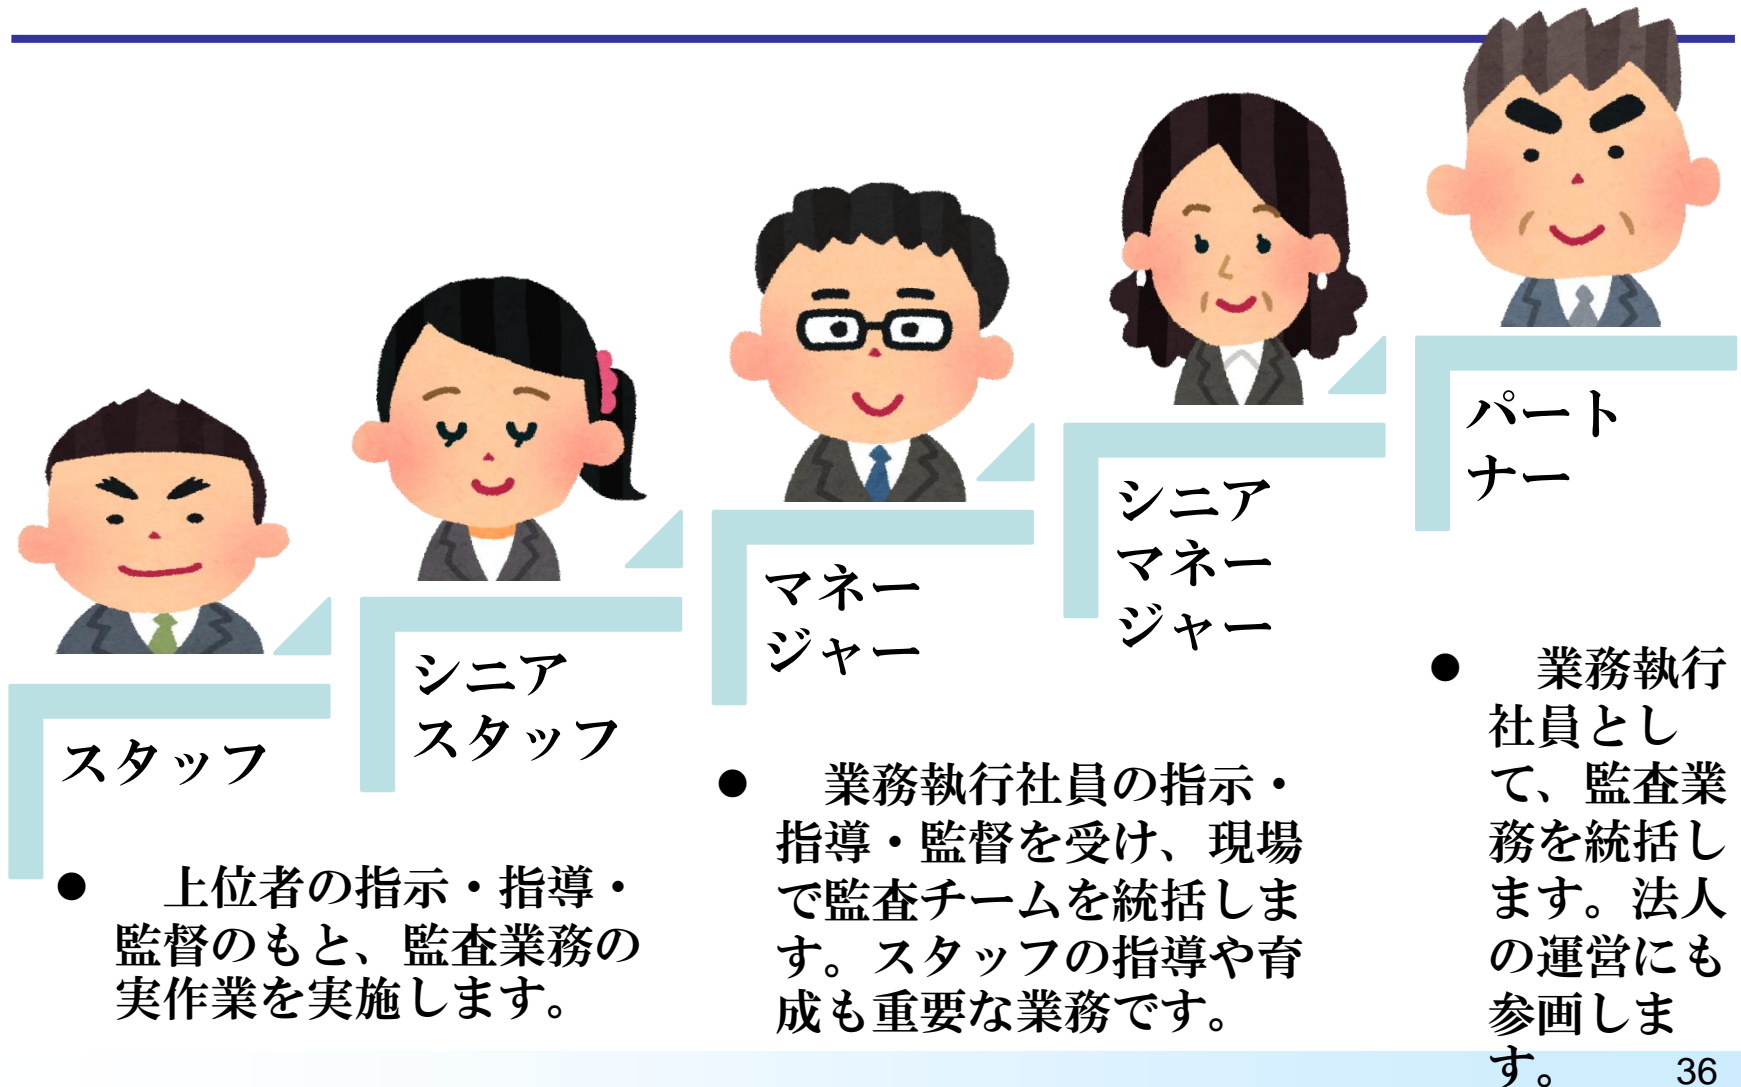 スタッフ
シニア
スタッフ
マネー
ジャー
シニア
マネー
ジャー
パート
ナー
● 上位者の指示・指導・
監督のもと、監査業務の
実作業を実施します。
● 業務執行社員の指示・
指導・監督を受け、現場
で監査チームを統括しま
す。スタッフの指導や育
成も重要な業務です。
● 業務執行
社員とし
て、監査業
務を統括し
ます。法人
の運営にも
参画しま
す。
36